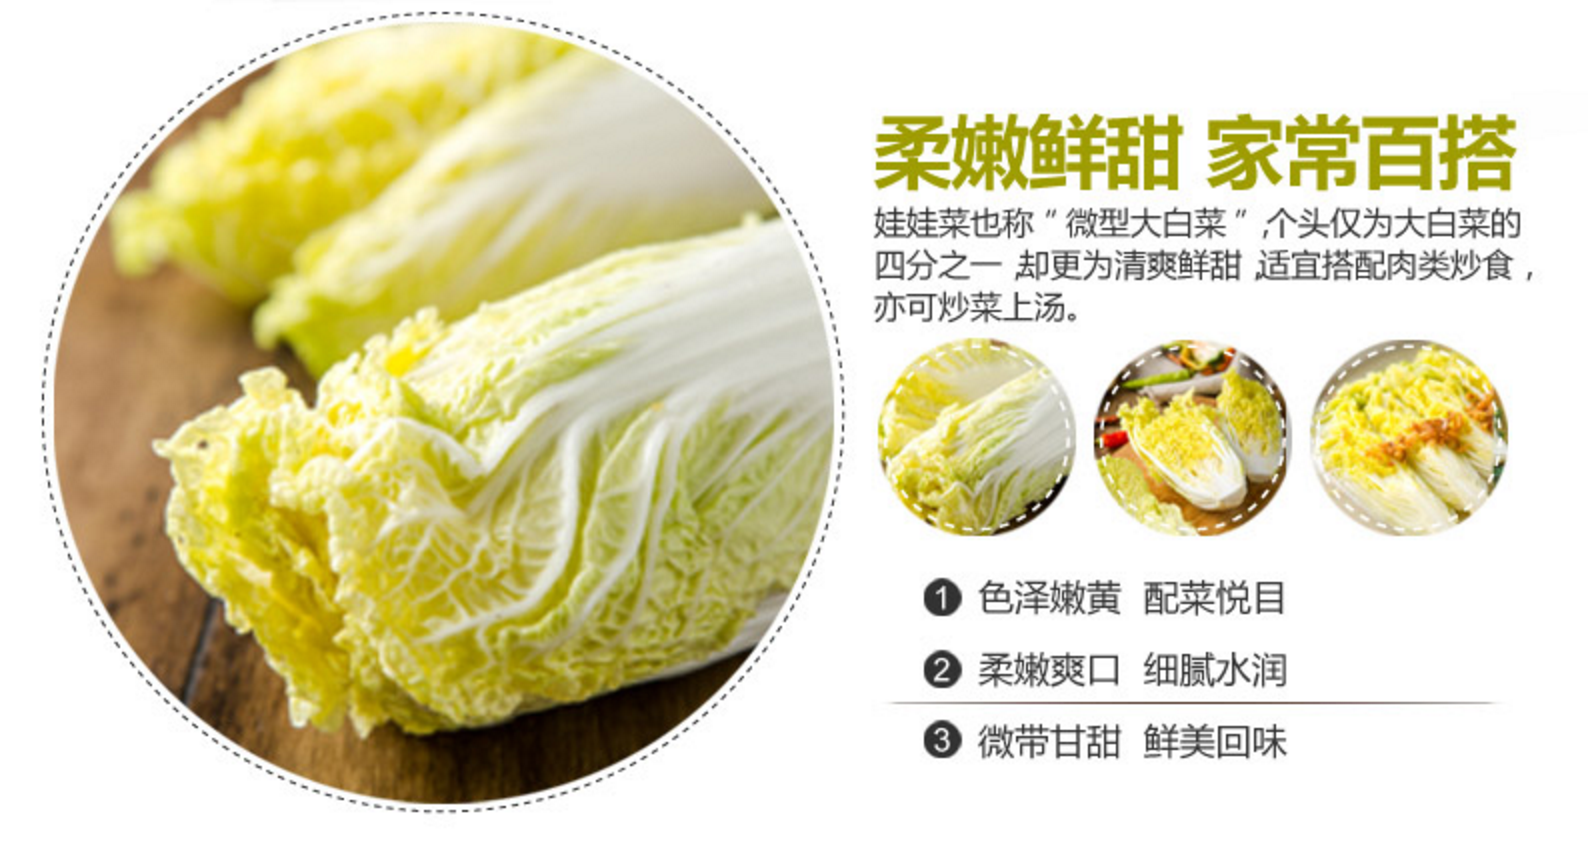 柔嫩鲜甜 家常百搭
娃娃菜也称"微型大白菜",个头仅为大白菜的
四分之一,却更为清爽鲜甜,适宜搭配肉类炒食,
亦可炒菜上汤。
1 色泽嫩黄 配菜悦目
2 柔嫩爽口 细腻水润
3 微带甘甜 鲜美回味